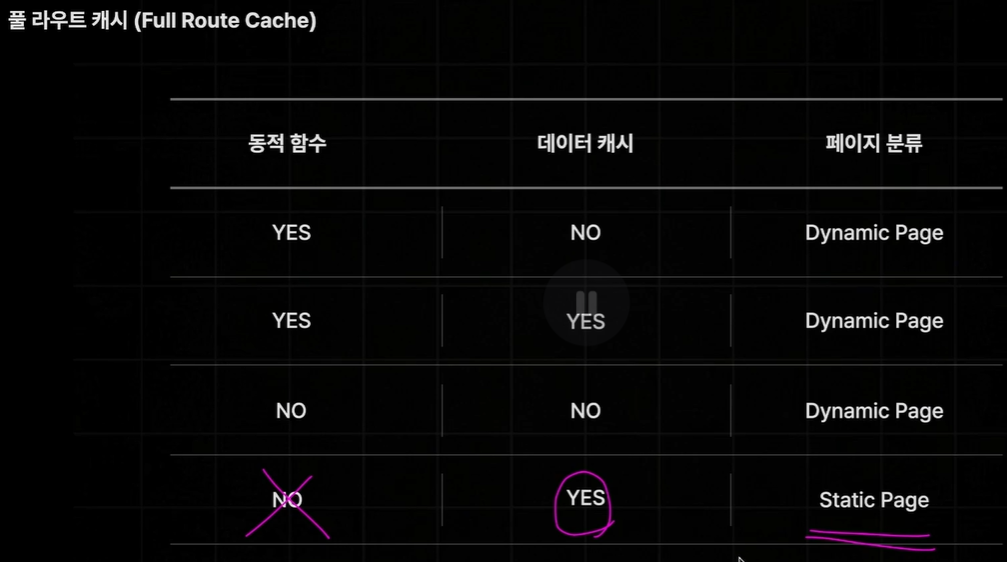 풀 라우트 캐시 (Full Route Cache)
동적 함수 데이터 캐시 페이지 분류
YES NO Dynamic Page
YES YES Dynamic Page
NO NO Dynamic Page
NO YES Static Page